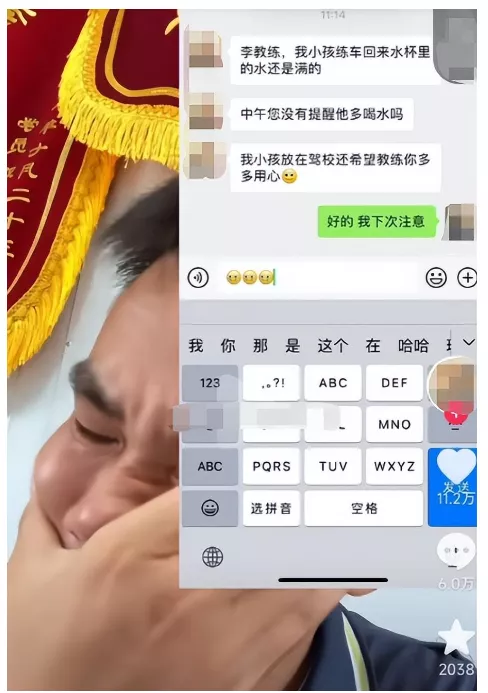 11:14
李教练，我小孩练车回来水杯里
的水还是满的
中午您没有提醒他多喝水吗
我小孩放在驾校还希望教练你多
多用心
好的 我下次注意
我 你 那 是 这个 在 哈哈
123
,。?!
ABC
DEF
MNO
ABC
PQRS
TUV
WXYZ
选拼音
空格
发送
11.2万
6.0万
2038
二十三